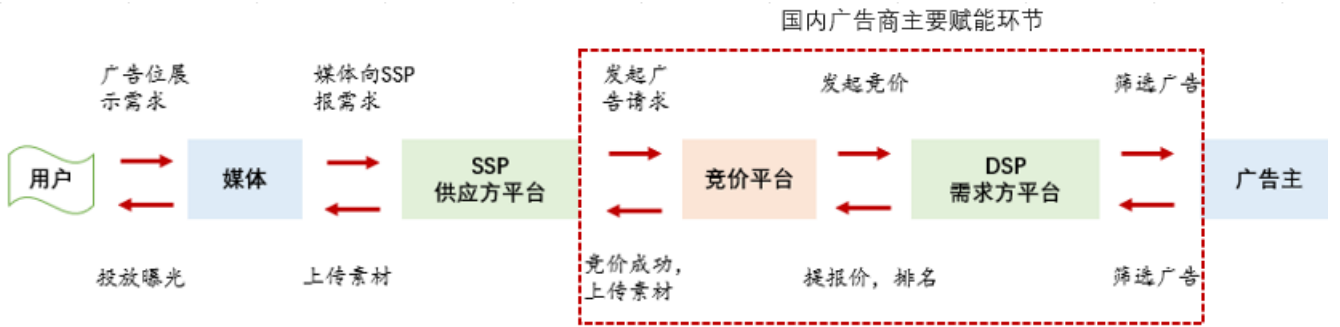 国内广告商主要赋能环节
广告位展
示需求
媒体向SSP
报需求
发起广
告请求
发起竞价
筛选广告
用户
媒体
SSP
供应方平台
竞价平台
DSP
需求方平台
广告主
投放曝光
上传素材
竞价成功，
上传素材
提报价，排名
筛选广告